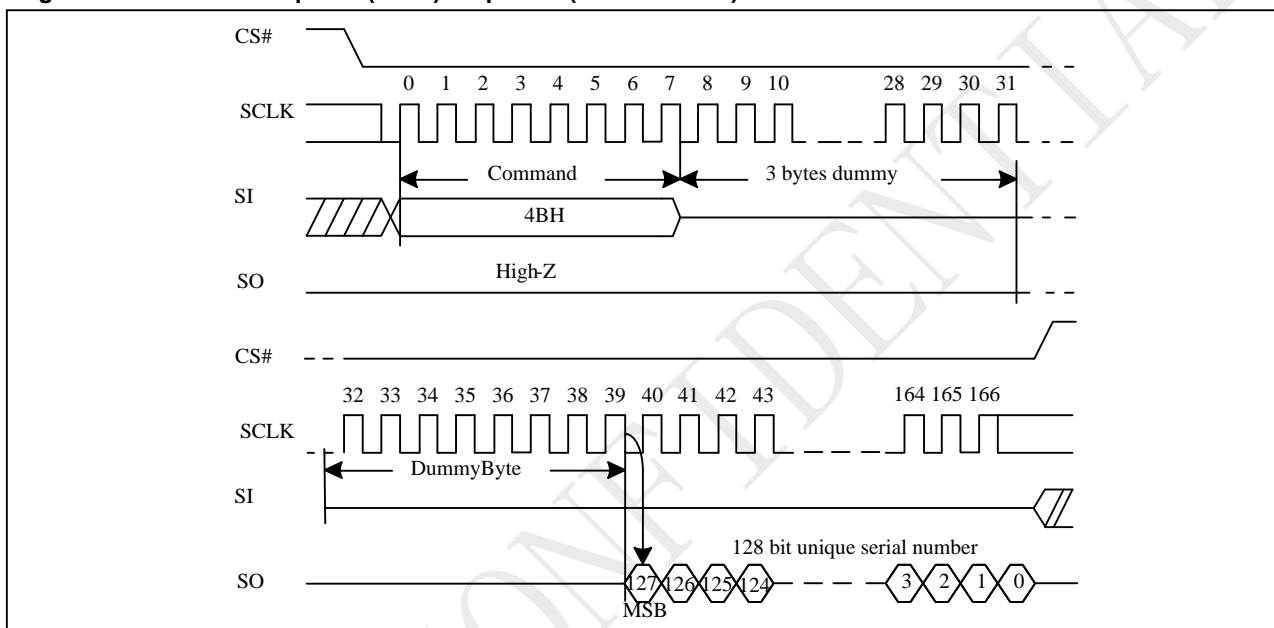 CS#
0 1 2 3 4 5 6 7 8 9 10 28 29 30 31
SCLK
Command 3 bytes dummy
SI
4BH
High-Z
SO
CS#
32 33 34 35 36 37 38 39 40 41 42 43 164 165 166
SCLK
DummyByte
SI
128 bit unique serial number
SO
127 126 125 124 3 2 1 0
MSB